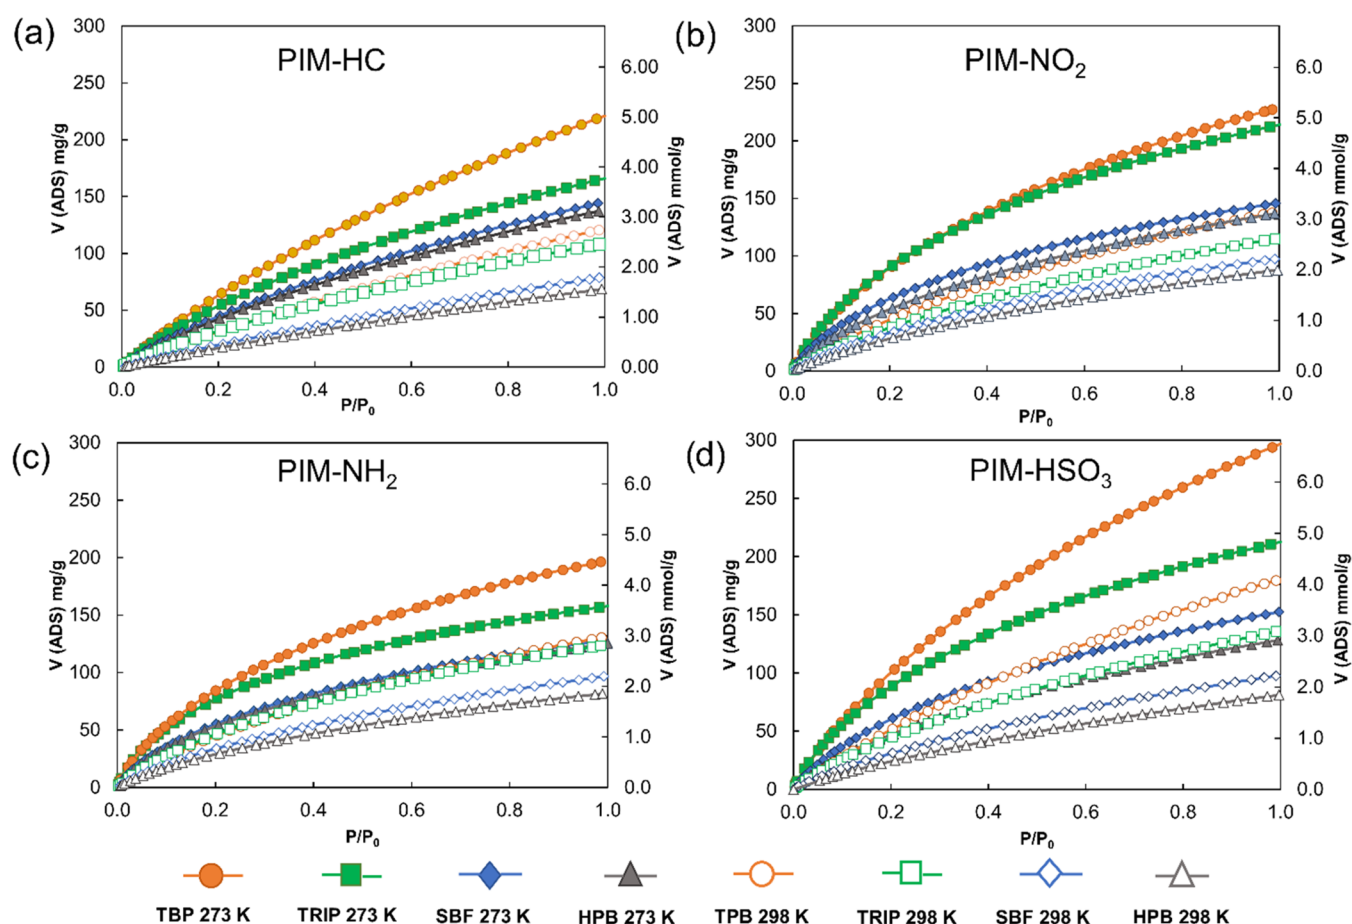 (a)
PIM-HC
V (ADS) mg/g
300
250
200
150
100
50
0
6.00
5.00
4.00
3.00
2.00
1.00
0.00
V (ADS) mmol/g
0.0 0.2 0.4 0.6 0.8 1.0
P/P₀
(b)
PIM-NO₂
V (ADS) mg/g
300
250
200
150
100
50
0
6.0
5.0
4.0
3.0
2.0
1.0
0.0
V (ADS) mmol/g
0.0 0.2 0.4 0.6 0.8 1.0
P/P₀
(c)
PIM-NH₂
V (ADS) mg/g
300
250
200
150
100
50
0
6.0
5.0
4.0
3.0
2.0
1.0
0.0
V (ADS) mmol/g
0.0 0.2 0.4 0.6 0.8 1.0
P/P₀
(d)
PIM-HSO₃
V (ADS) mg/g
300
250
200
150
100
50
0
6.0
5.0
4.0
3.0
2.0
1.0
0.0
V (ADS) mmol/g
0.0 0.2 0.4 0.6 0.8 1.0
P/P₀
TBP 273 K TRIP 273 K SBF 273 K HPB 273 K TPB 298 K TRIP 298 K SBF 298 K HPB 298 K